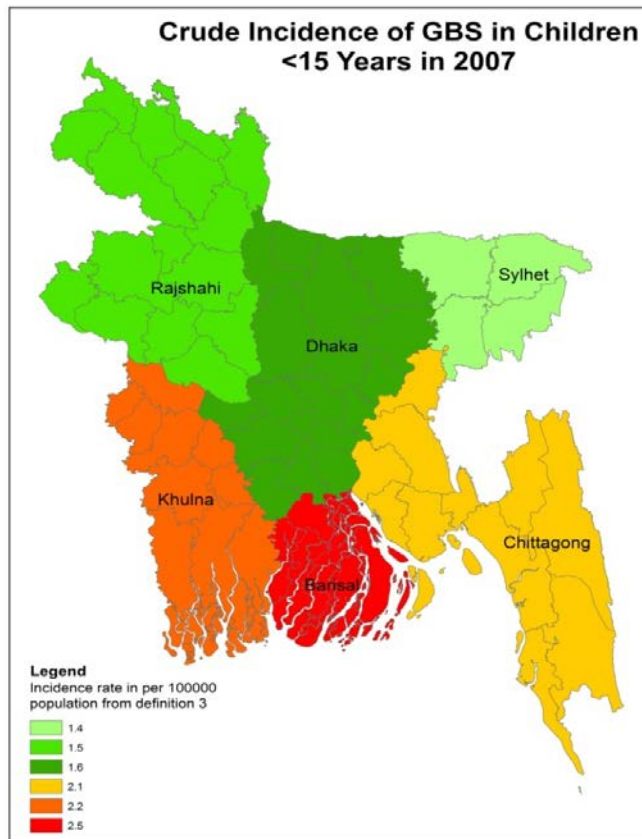 Crude Incidence of GBS in Children
<15 Years in 2007
Sylhet
Rajshahi
Dhaka
Khulna
Chittagong
Barisal
Legend
Incidence rate in per 100000
population from definition 3
1.4
1.5
1.6
2.1
2.2
2.5